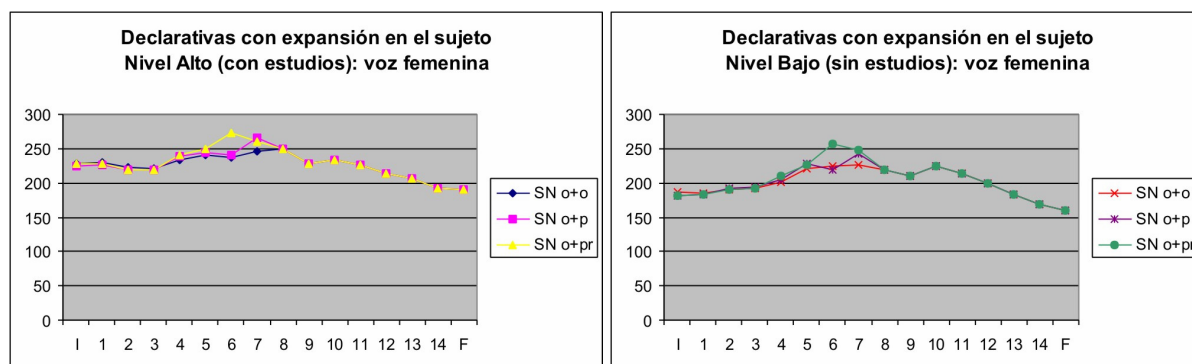 Declarativas con expansión en el sujeto
Nivel Alto (con estudios): voz femenina
300
250
200
150
100
50
0
I 1 2 3 4 5 6 7 8 9 10 11 12 13 14 F
SN o+o
SN o+p
SN o+pr
Declarativas con expansión en el sujeto
Nivel Bajo (sin estudios): voz femenina
300
250
200
150
100
50
0
I 1 2 3 4 5 6 7 8 9 10 11 12 13 14 F
SN o+o
SN o+p
SN o+pr